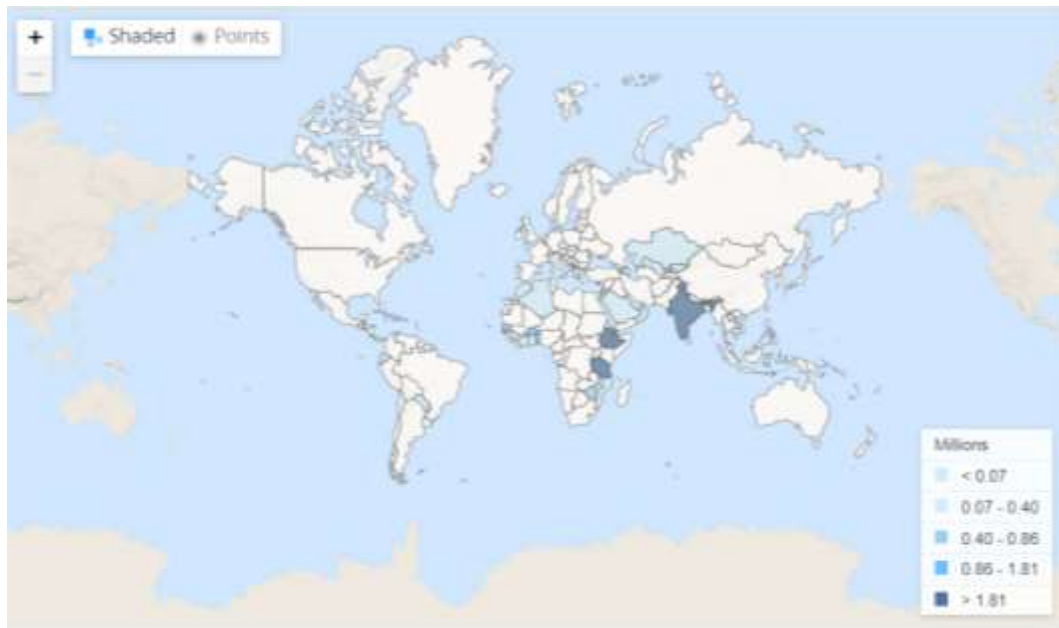 +
Shaded Points
−
Millions
< 0.07
0.07 - 0.40
0.40 - 0.86
0.86 - 1.81
> 1.81